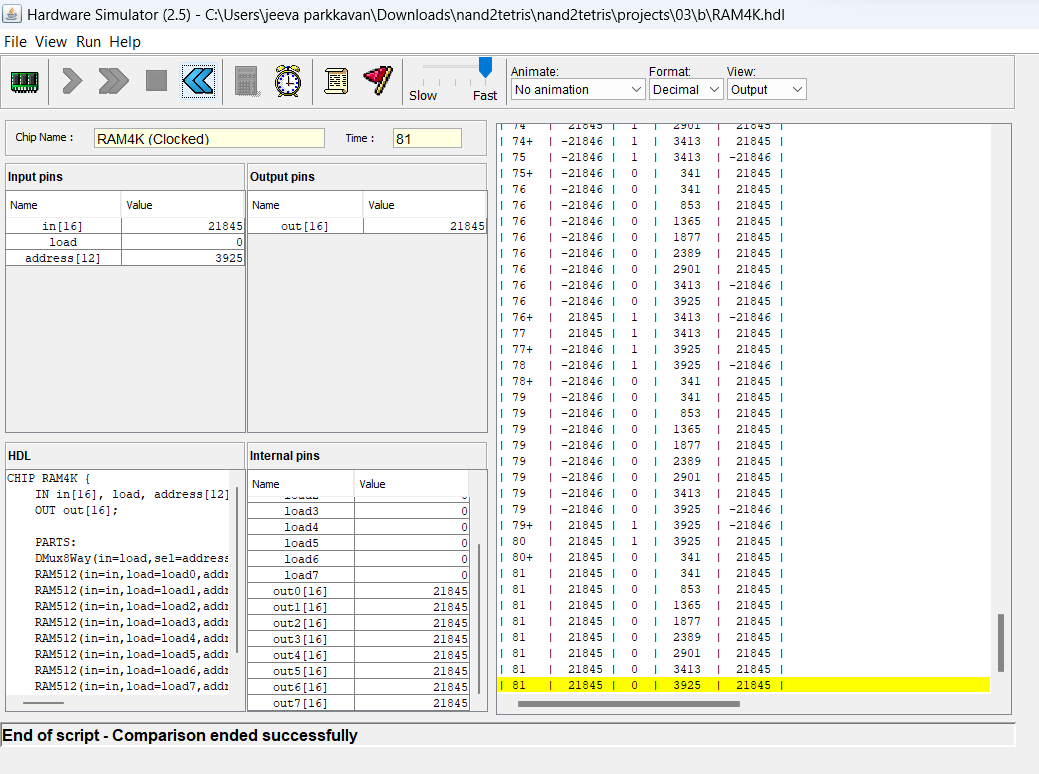 Hardware Simulator (2.5) - C:\Users\jeeva parkkavan\Downloads\nand2tetris\nand2tetris\projects\03\b\RAM4K.hdl
File View Run Help
Slow Fast
Animate: Format: View:
No animation Decimal Output
Chip Name : RAM4K (Clocked) Time : 81
Input pins
Name Value
in[16] 21845
load 0
address[12] 3925
Output pins
Name Value
out[16] 21845
HDL
CHIP RAM4K {
IN in[16], load, address[12]
OUT out[16];
PARTS:
DMux8Way(in=load,sel=address
RAM512(in=in,load=load0,addr
RAM512(in=in,load=load1,addr
RAM512(in=in,load=load2,addr
RAM512(in=in,load=load3,addr
RAM512(in=in,load=load4,addr
RAM512(in=in,load=load5,addr
RAM512(in=in,load=load6,addr
RAM512(in=in,load=load7,addr
Internal pins
Name Value
load2 0
load3 0
load4 0
load5 0
load6 0
load7 0
out0[16] 21845
out1[16] 21845
out2[16] 21845
out3[16] 21845
out4[16] 21845
out5[16] 21845
out6[16] 21845
out7[16] 21845
| 74 | 21845 | 1 | 2901 | 21845 |
| 74+ | -21846 | 1 | 3413 | 21845 |
| 75 | -21846 | 1 | 3413 | -21846 |
| 75+ | -21846 | 0 | 341 | 21845 |
| 76 | -21846 | 0 | 341 | 21845 |
| 76 | -21846 | 0 | 853 | 21845 |
| 76 | -21846 | 0 | 1365 | 21845 |
| 76 | -21846 | 0 | 1877 | 21845 |
| 76 | -21846 | 0 | 2389 | 21845 |
| 76 | -21846 | 0 | 2901 | 21845 |
| 76 | -21846 | 0 | 3413 | -21846 |
| 76 | -21846 | 0 | 3925 | 21845 |
| 76+ | 21845 | 1 | 3413 | -21846 |
| 77 | 21845 | 1 | 3413 | 21845 |
| 77+ | -21846 | 1 | 3925 | 21845 |
| 78 | -21846 | 1 | 3925 | -21846 |
| 78+ | -21846 | 0 | 341 | 21845 |
| 79 | -21846 | 0 | 341 | 21845 |
| 79 | -21846 | 0 | 853 | 21845 |
| 79 | -21846 | 0 | 1365 | 21845 |
| 79 | -21846 | 0 | 1877 | 21845 |
| 79 | -21846 | 0 | 2389 | 21845 |
| 79 | -21846 | 0 | 2901 | 21845 |
| 79 | -21846 | 0 | 3413 | 21845 |
| 79 | -21846 | 0 | 3925 | -21846 |
| 79+ | 21845 | 1 | 3925 | -21846 |
| 80 | 21845 | 1 | 3925 | 21845 |
| 80+ | 21845 | 0 | 341 | 21845 |
| 81 | 21845 | 0 | 341 | 21845 |
| 81 | 21845 | 0 | 853 | 21845 |
| 81 | 21845 | 0 | 1365 | 21845 |
| 81 | 21845 | 0 | 1877 | 21845 |
| 81 | 21845 | 0 | 2389 | 21845 |
| 81 | 21845 | 0 | 2901 | 21845 |
| 81 | 21845 | 0 | 3413 | 21845 |
| 81 | 21845 | 0 | 3925 | 21845 |
End of script - Comparison ended successfully